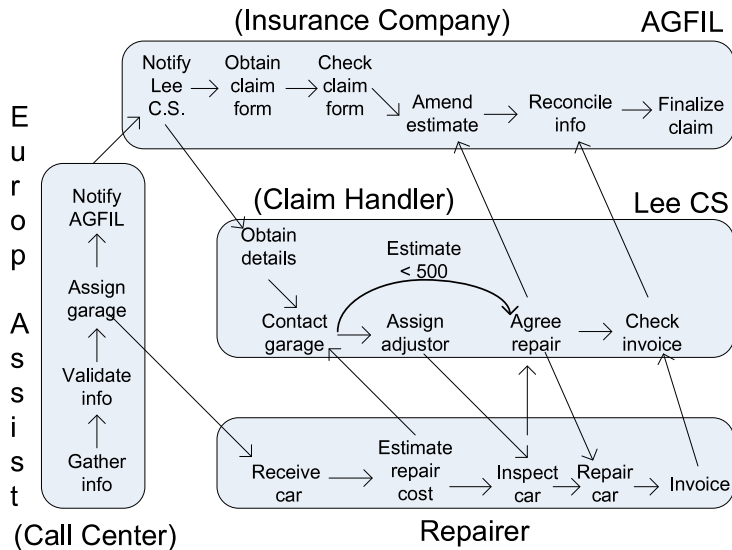 (Insurance Company)
AGFIL
Notify
Lee
C.S.
Obtain
claim
form
Check
claim
form
Amend
estimate
Reconcile
info
Finalize
claim
Europ Assist
Notify
AGFIL
Assign
garage
Validate
info
Gather
info
(Call Center)
(Claim Handler)
Lee CS
Obtain
details
Estimate
< 500
Contact
garage
Assign
adjustor
Agree
repair
Check
invoice
Receive
car
Estimate
repair
cost
Inspect
car
Repair
car
Invoice
Repairer